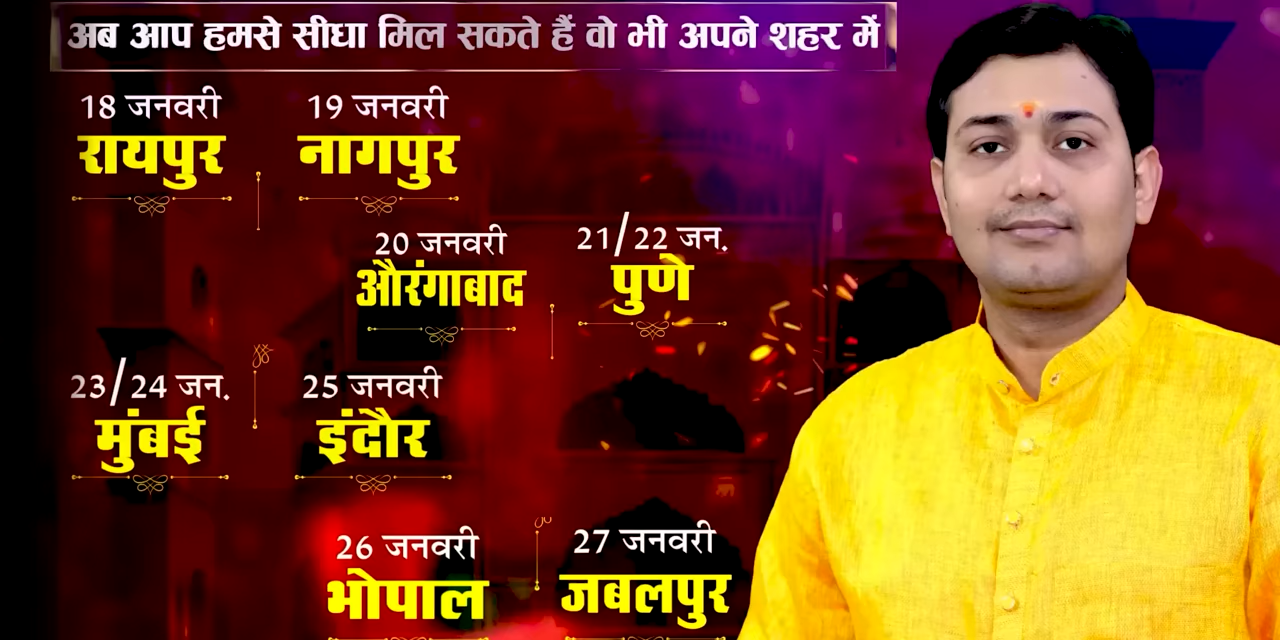 अब आप हमसे सीधा मिल सकते हैं वो भी अपने शहर में
18 जनवरी
रायपुर
19 जनवरी
नागपुर
20 जनवरी
औरंगाबाद
21/22 जन.
पुणे
23/24 जन.
मुंबई
25 जनवरी
इंदौर
26 जनवरी
भोपाल
27 जनवरी
जबलपुर